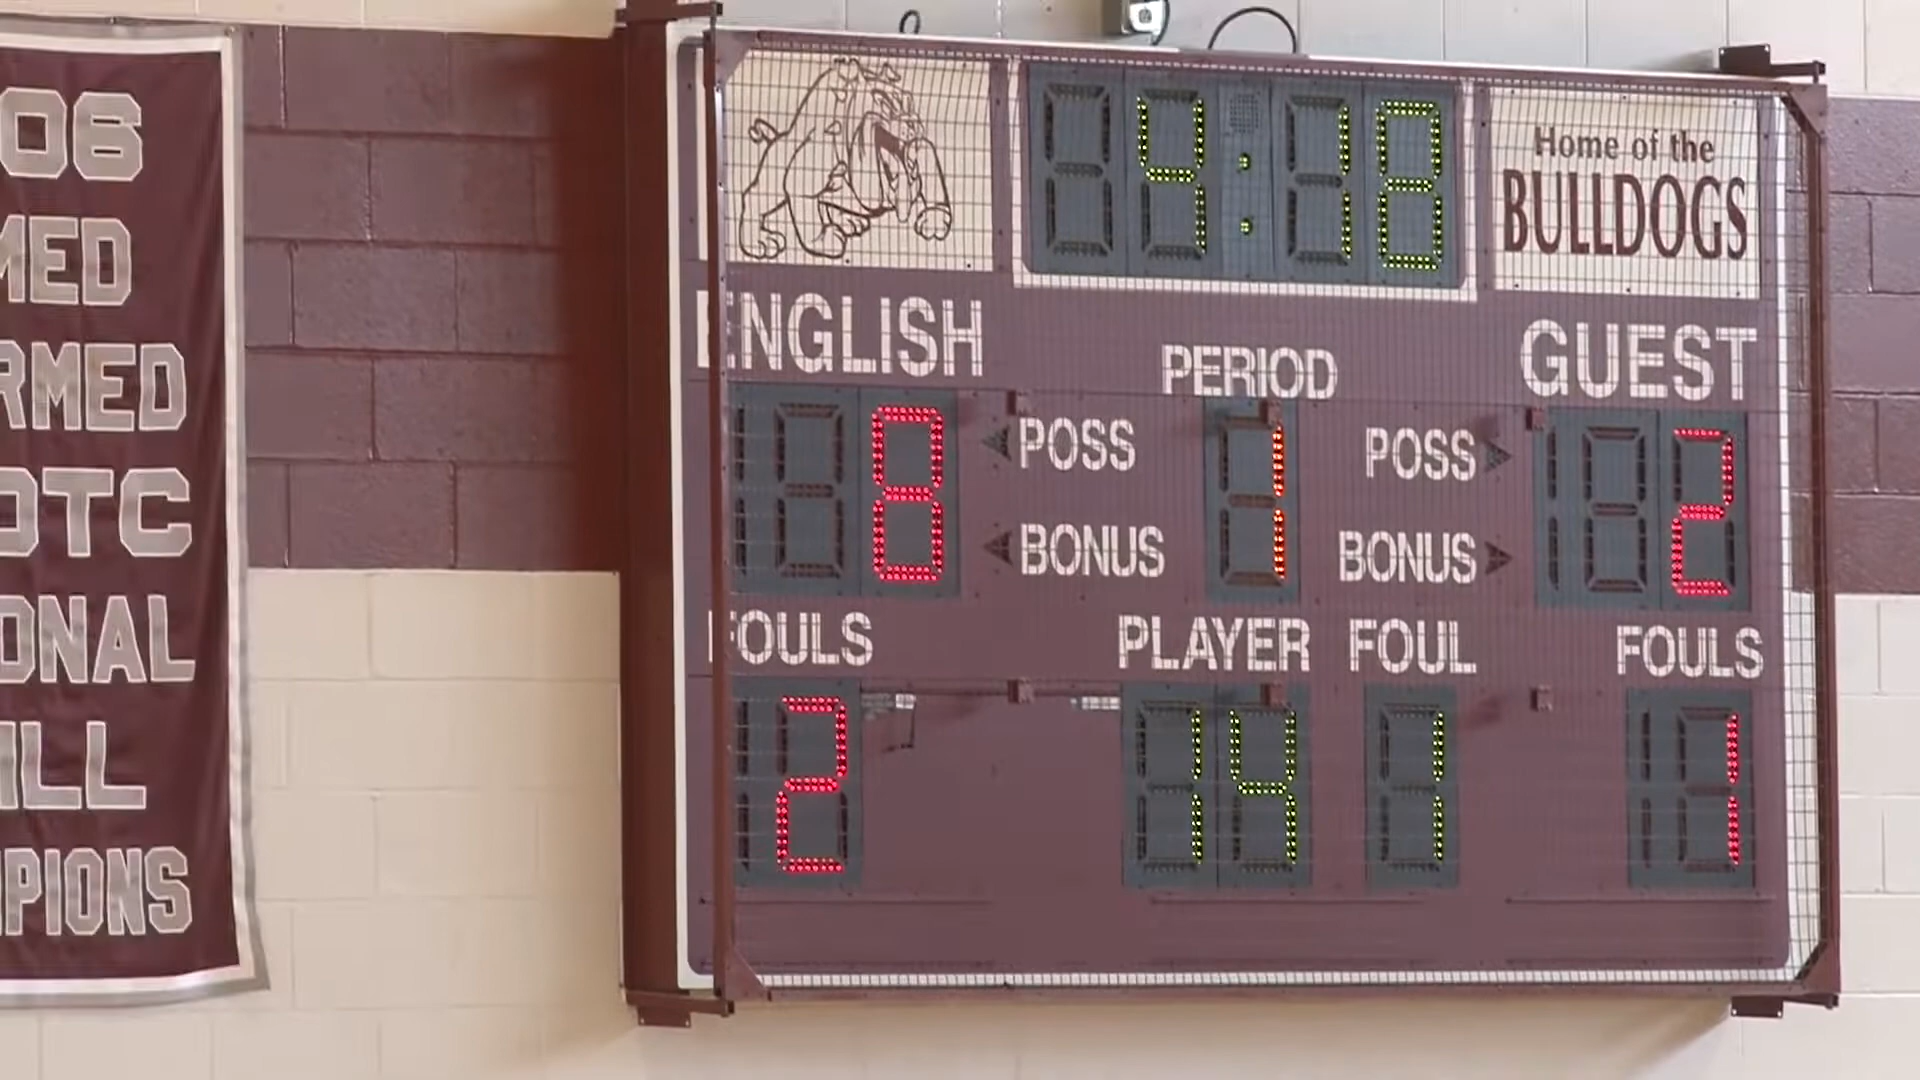 06
MED
RMED
OTC
ONAL
ILL
PIONS
4:18
Home of the
BULLDOGS
ENGLISH
PERIOD
GUEST
8
POSS
1
POSS
2
BONUS
BONUS
FOULS
PLAYER
FOUL
FOULS
2
14
1
1